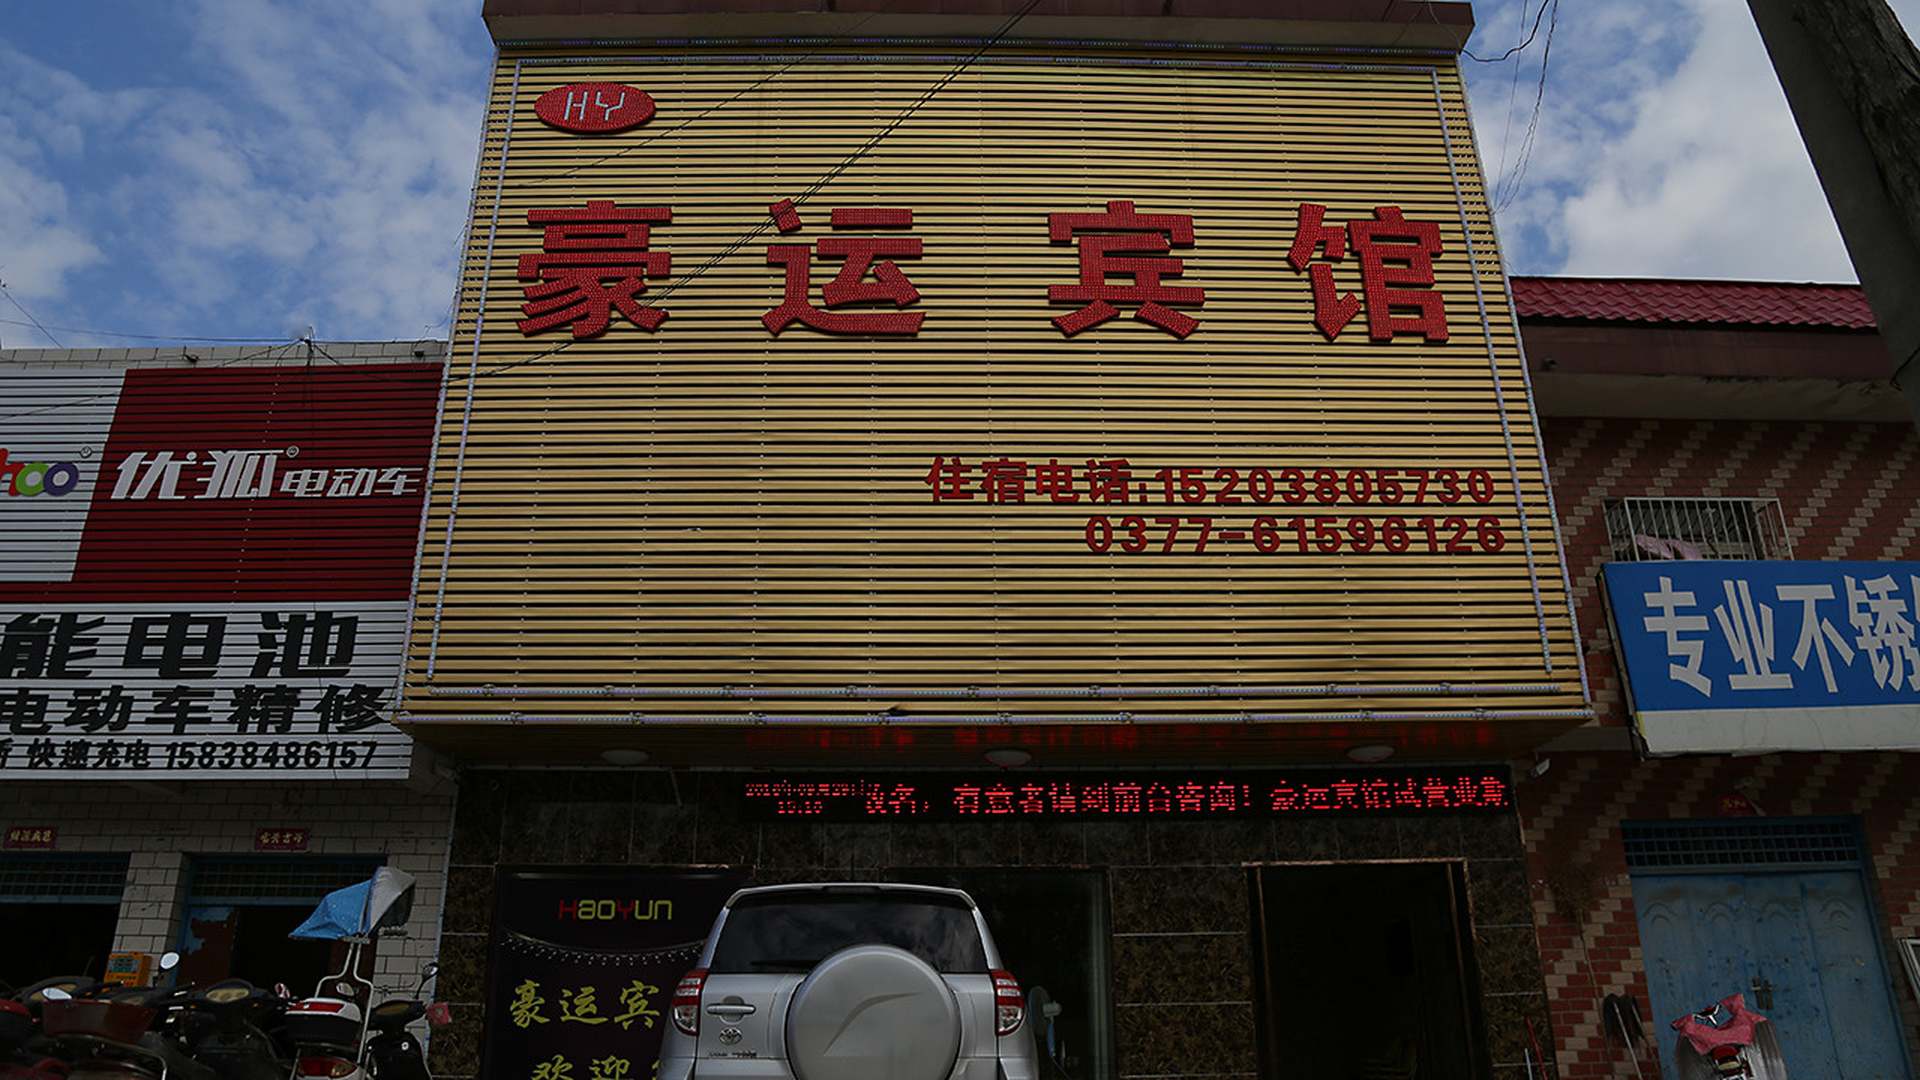 HY
豪运宾馆
住宿电话:15203805730
0377-61596126
优狐®电动车
能电池
电动车精修
快速充电 15838486157
专业不锈
有意者请到前台咨询! 豪运宾馆试营业期
HAOYUN
豪运宾
欢迎